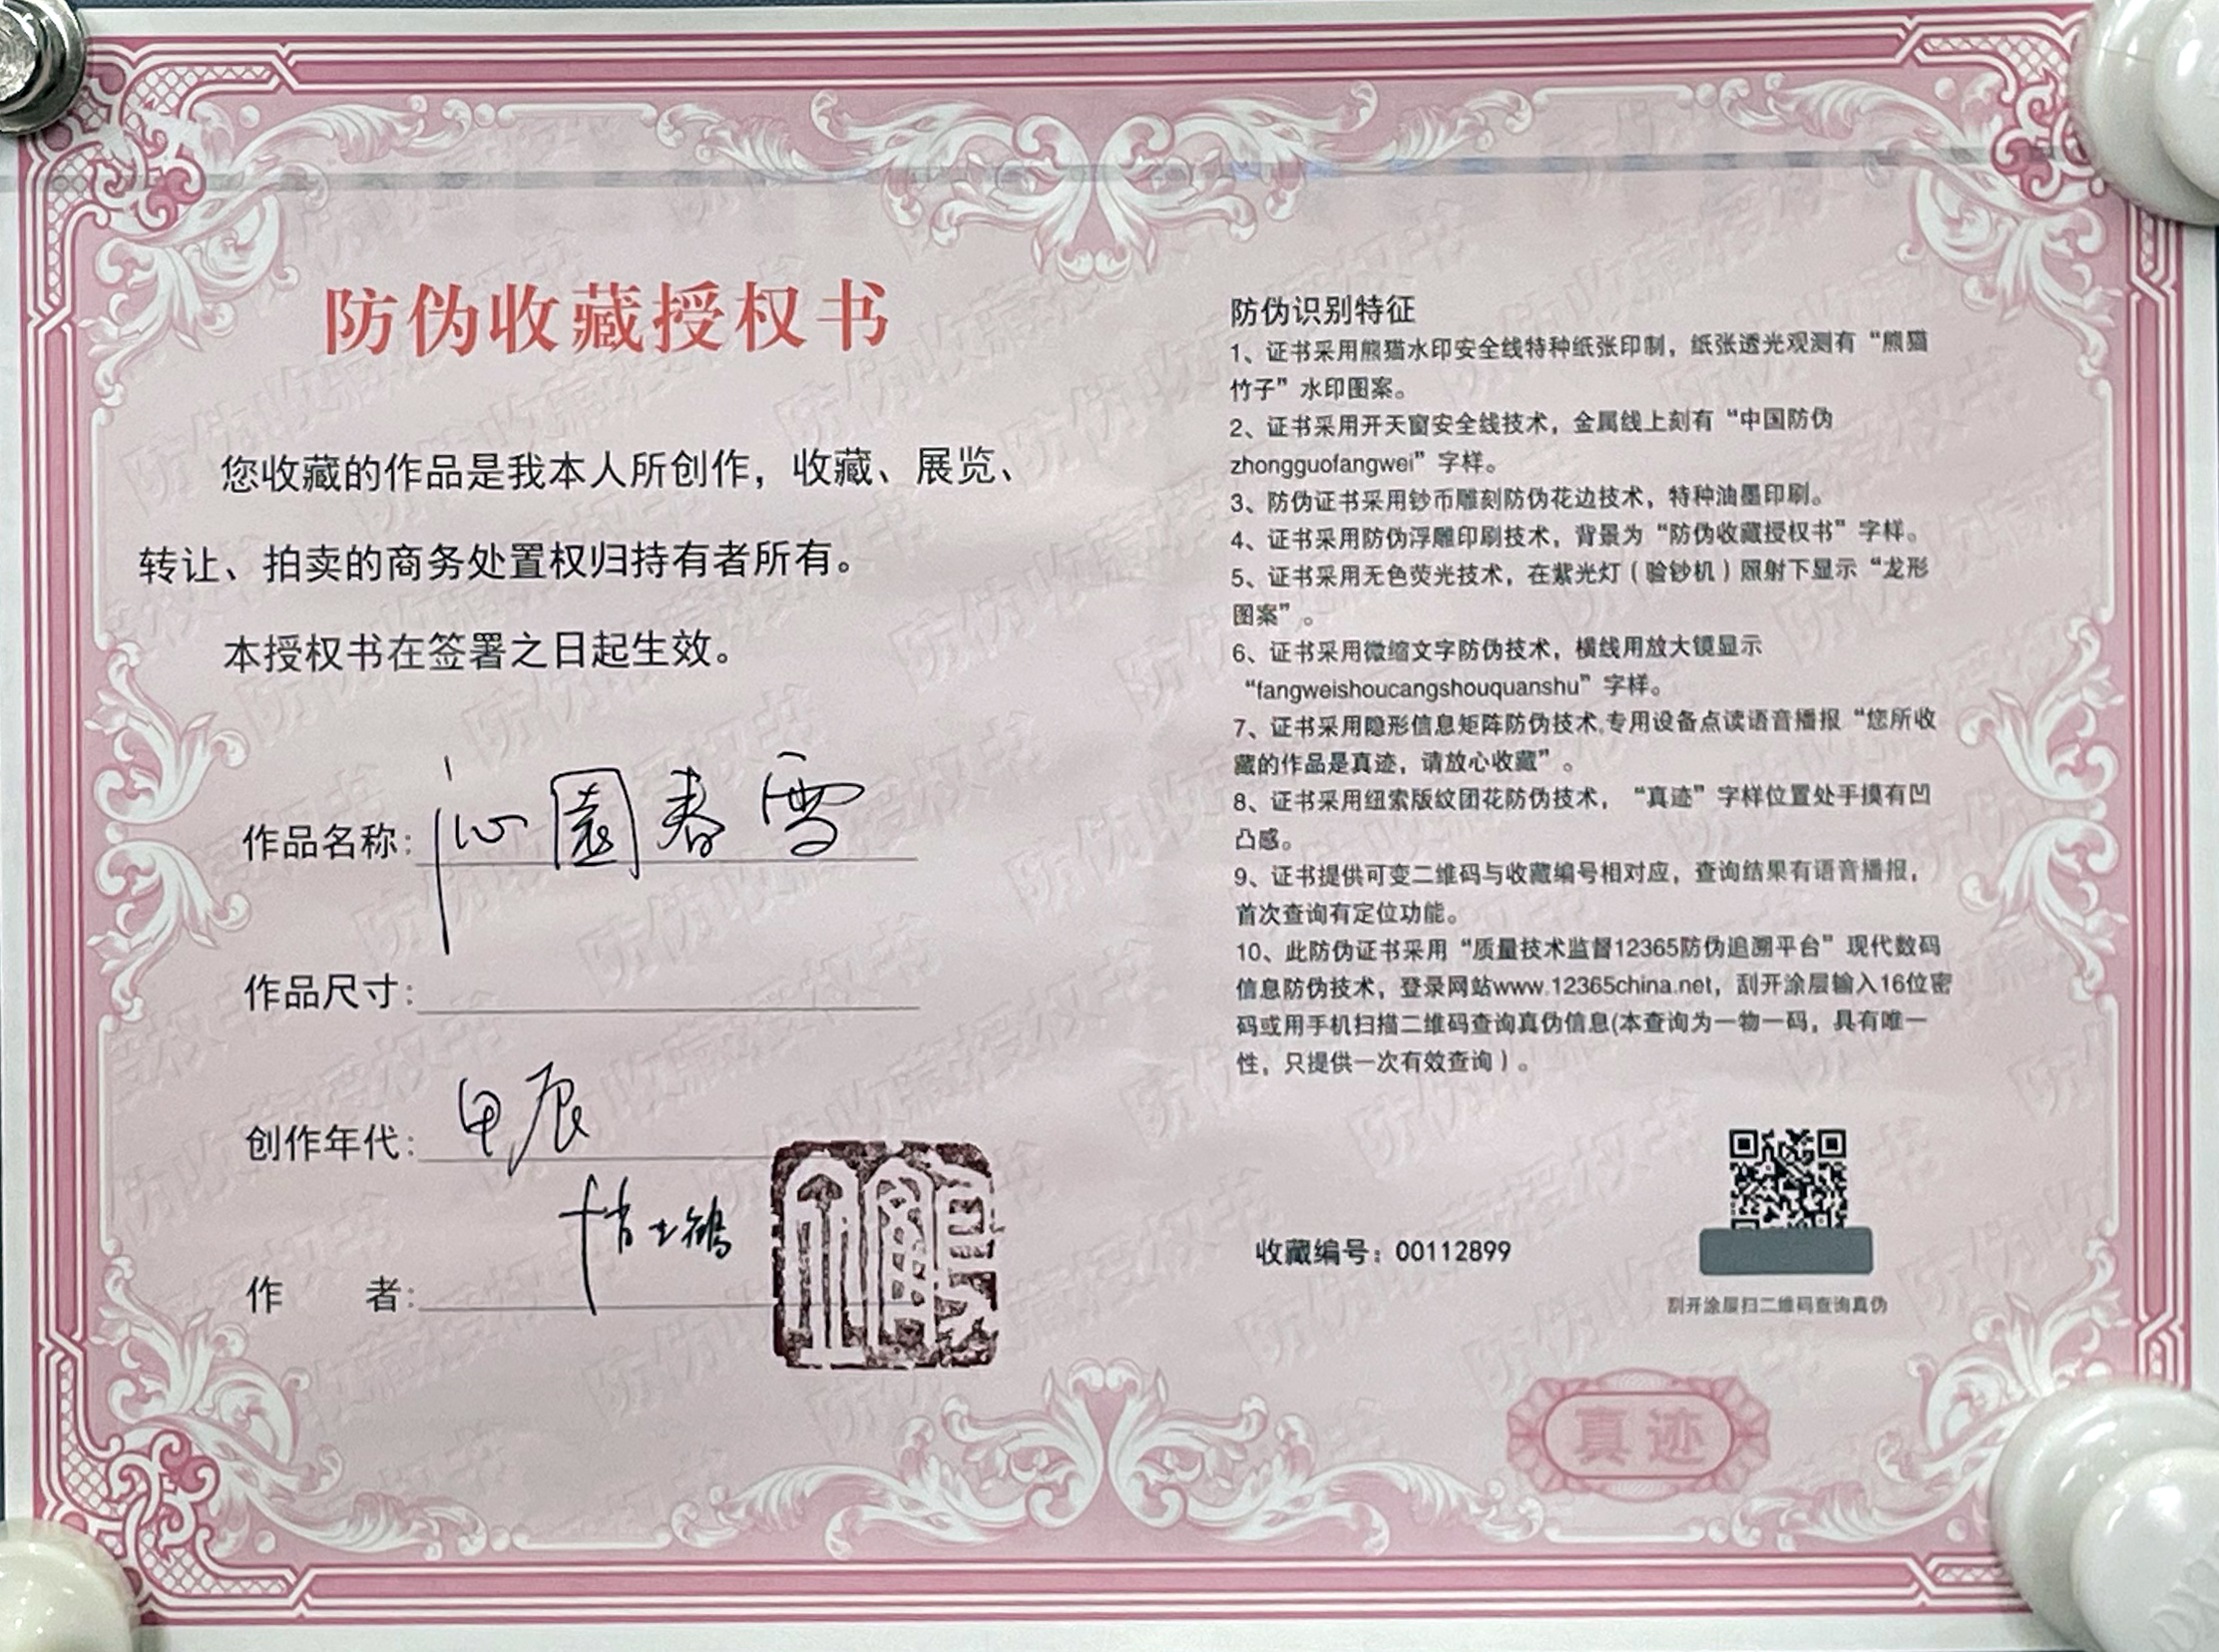 防伪收藏授权书
您收藏的作品是我本人所创作，收藏、展览、
转让、拍卖的商务处置权归持有者所有。
本授权书在签署之日起生效。
作品名称：沁園春雪
作品尺寸：
创作年代：甲辰
作 者：
防伪识别特征
1、证书采用熊猫水印安全线特种纸张印制，纸张透光观测有“熊猫
竹子”水印图案。
2、证书采用开天窗安全线技术，金属线上刻有“中国防伪
zhongguofangwei”字样。
3、防伪证书采用钞币雕刻防伪花边技术，特种油墨印刷。
4、证书采用防伪浮雕印刷技术，背景为“防伪收藏授权书”字样。
5、证书采用无色荧光技术，在紫光灯（验钞机）照射下显示“龙形
图案”。
6、证书采用微缩文字防伪技术，横线用放大镜显示
“fangweishoucangshouquanshu”字样。
7、证书采用隐形信息矩阵防伪技术,专用设备点读语音播报“您所收
藏的作品是真迹，请放心收藏”。
8、证书采用纽索版纹团花防伪技术，“真迹”字样位置处手摸有凹
凸感。
9、证书提供可变二维码与收藏编号相对应，查询结果有语音播报，
首次查询有定位功能。
10、此防伪证书采用“质量技术监督12365防伪追溯平台”现代数码
信息防伪技术，登录网站www.12365china.net，刮开涂层输入16位密
码或用手机扫描二维码查询真伪信息(本查询为一物一码，具有唯一
性，只提供一次有效查询）。
收藏编号：00112899
刮开涂层扫二维码查询真伪
真迹